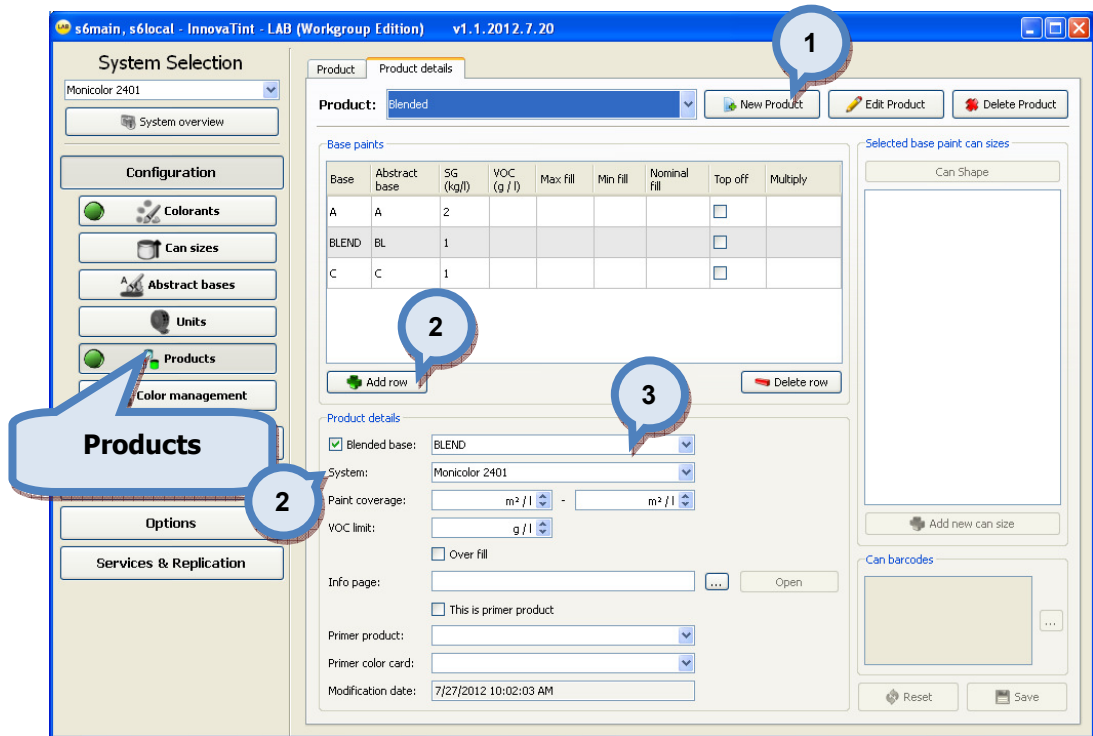 LAB s6main, s6local - InnovaTint - LAB (Workgroup Edition) v1.1.2012.7.20
1
System Selection
Monicolor 2401
System overview
Configuration
Colorants
Can sizes
A Abstract bases
Units
Products
Color management
Products
Options
Services & Replication
Product Product details
Product: Blended New Product Edit Product Delete Product
Base paints
Base Abstract base SG (kg/l) VOC (g / l) Max fill Min fill Nominal fill Top off Multiply
A A 2
BLEND BL 1
C C 1
2
Add row Delete row
3
Product details
Blended base: BLEND
System: Monicolor 2401
2
Paint coverage: m² / l - m² / l
VOC limit: g / l
Over fill
Info page: ... Open
This is primer product
Primer product:
Primer color card:
Modification date: 7/27/2012 10:02:03 AM
Selected base paint can sizes
Can Shape
Add new can size
Can barcodes
...
Reset Save